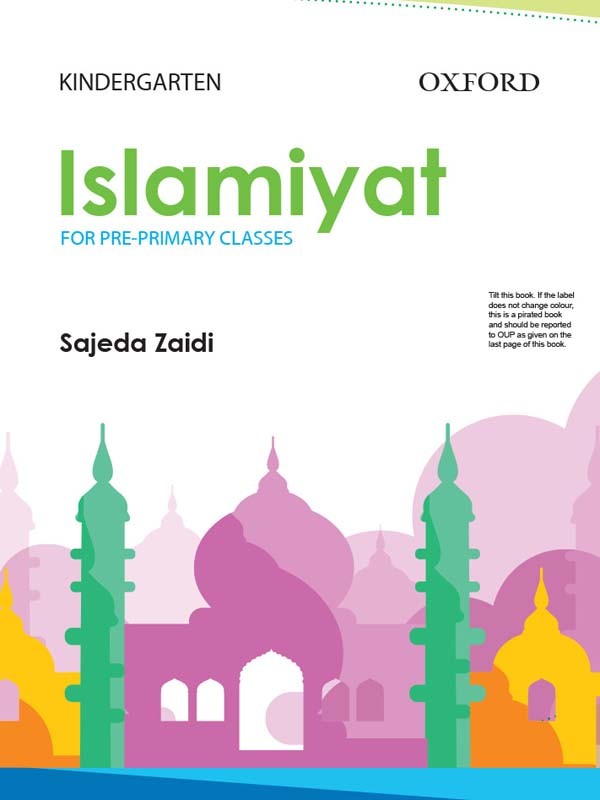 KINDERGARTEN
OXFORD
Islamiyat
FOR PRE-PRIMARY CLASSES
Tilt this book. If the label
does not change colour,
this is a pirated book
and should be reported
to OUP as given on the
last page of this book.
Sajeda Zaidi